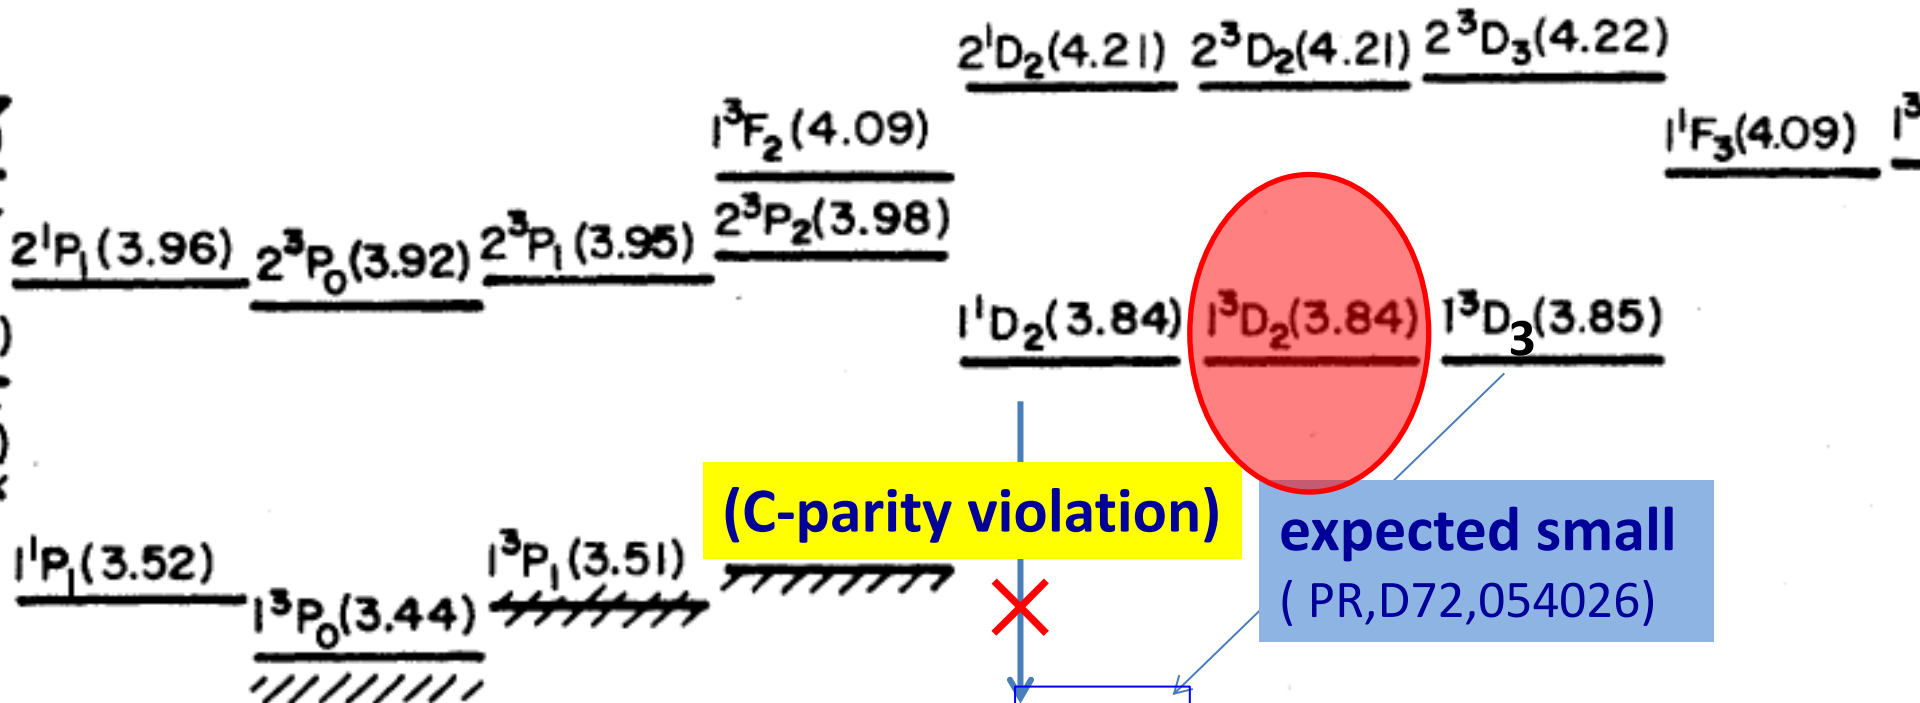 2¹D₂(4.21) 2³D₂(4.21) 2³D₃(4.22)
1³F₂(4.09) 1¹F₃(4.09) 1³
2¹P₁(3.96) 2³P₀(3.92) 2³P₁(3.95) 2³P₂(3.98)
1¹D₂(3.84) 1³D₂(3.84) 1³D₃(3.85)
(C-parity violation)
expected small
( PR,D72,054026)
1¹P₁(3.52) 1³P₀(3.44) 1³P₁(3.51)